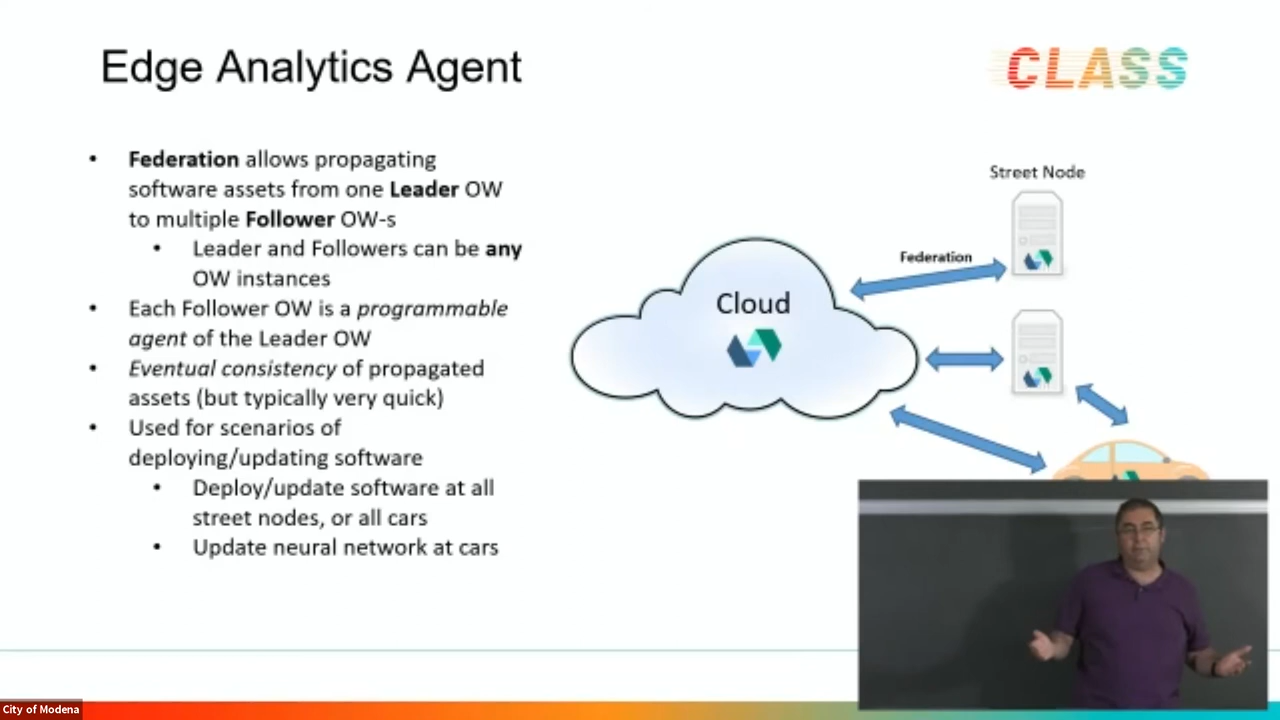 Edge Analytics Agent
CLASS
• Federation allows propagating
software assets from one Leader OW
to multiple Follower OW-s
• Leader and Followers can be any
OW instances
• Each Follower OW is a programmable
agent of the Leader OW
• Eventual consistency of propagated
assets (but typically very quick)
• Used for scenarios of
deploying/updating software
• Deploy/update software at all
street nodes, or all cars
• Update neural network at cars
Street Node
Federation
Cloud
City of Modena